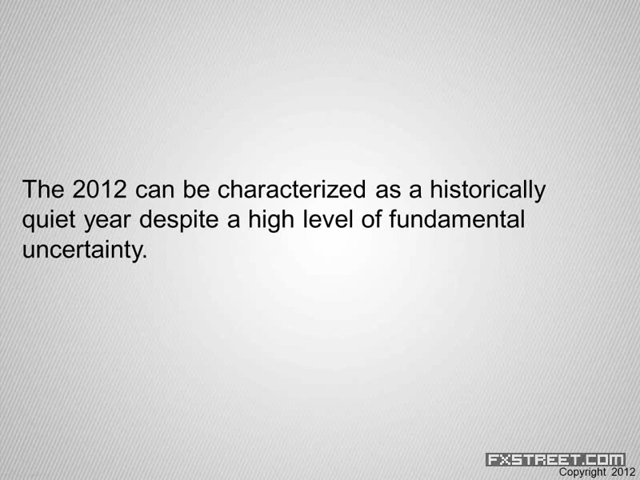 The 2012 can be characterized as a historically
quiet year despite a high level of fundamental
uncertainty.
FXSTREET.COM
Copyright 2012